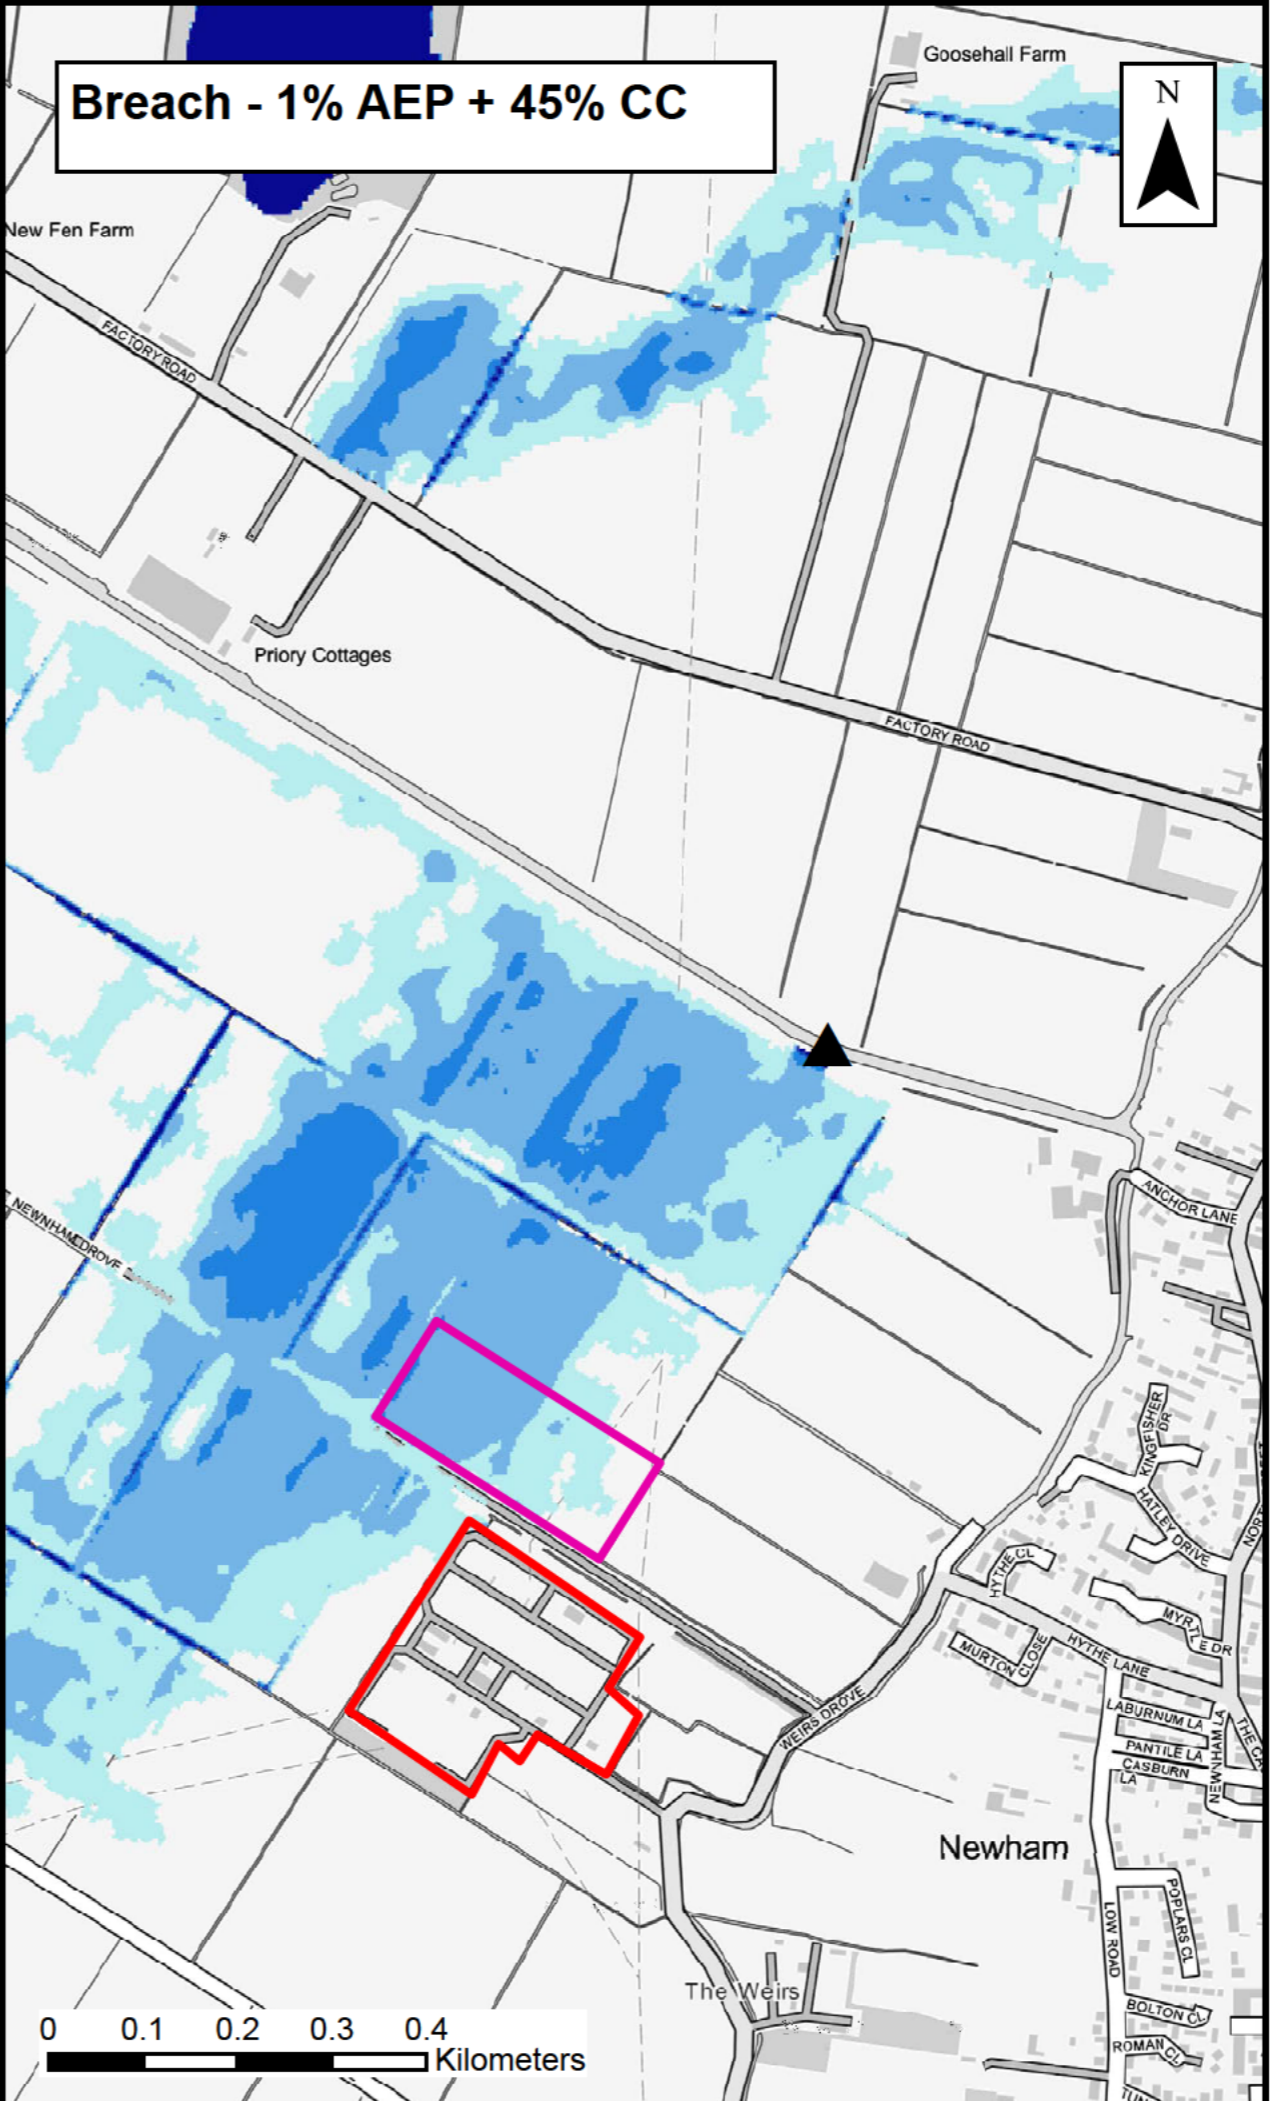 Goosehall Farm
Breach - 1% AEP + 45% CC
N
New Fen Farm
FACTORY ROAD
Priory Cottages
FACTORY ROAD
ANCHOR LANE
NEWNHAM DROVE
KINGFISHER
DR
HATLEY DRIVE
HYTHE CL
MYRTLE DR
HYTHE LANE
MURTON
CLOSE
WEIRS DROVE
LABURNUM LA
PANTILE LA
CASBURN
LA
NEWNHAM LA
Newham
POPLARS CL
LOW ROAD
The Weirs
BOLTON CL
ROMAN CL
0 0.1 0.2 0.3 0.4
Kilometers